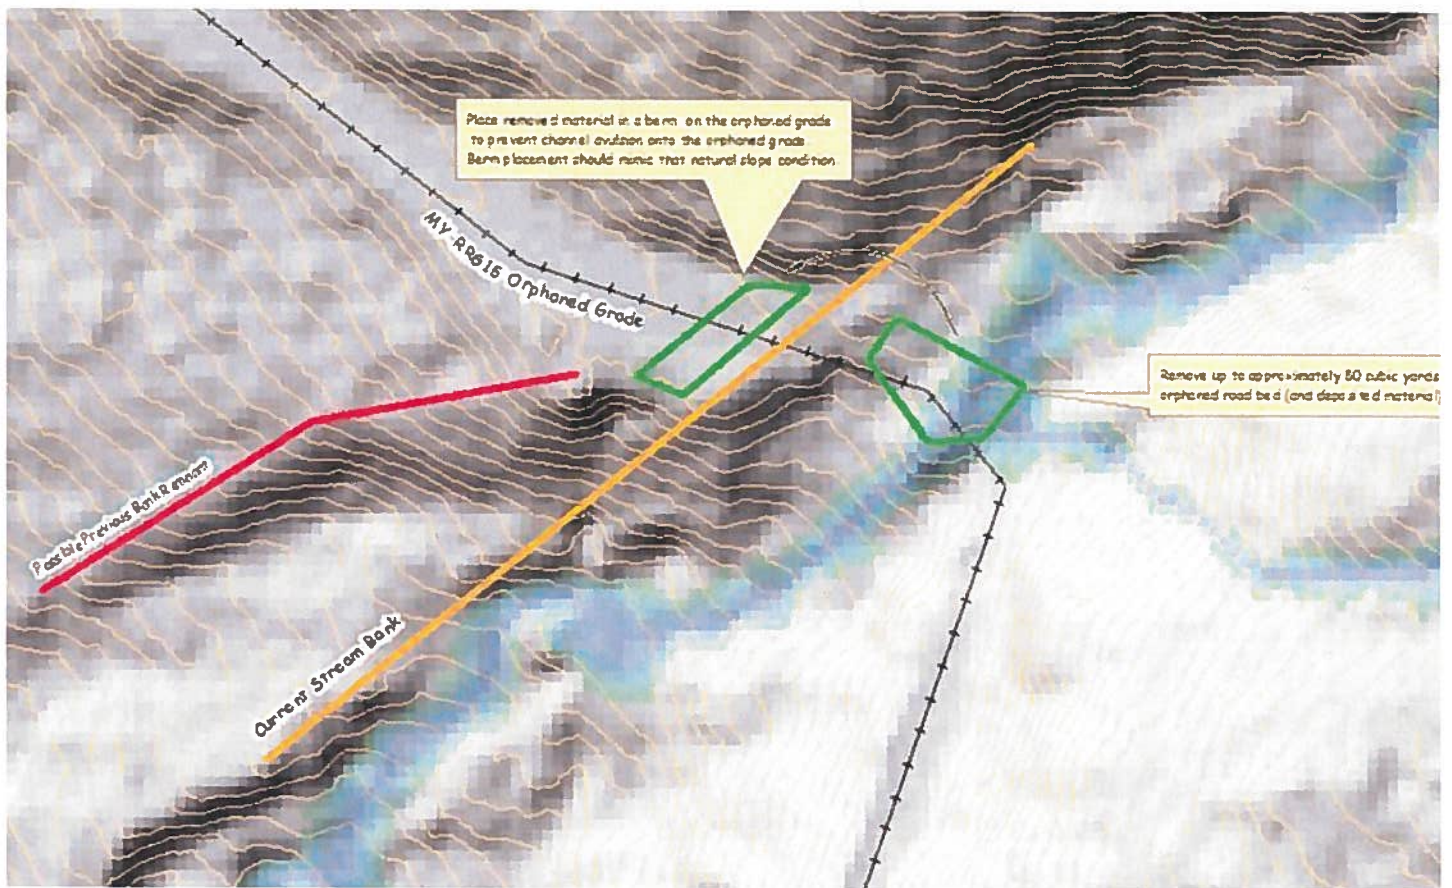 Place removed material in a berm on the orphaned grade
to prevent channel avulsion onto the orphaned grade.
Berm placement should mimic that natural slope condition.
MY-RR616 Orphaned Grade
Remove up to approximately 80 cubic yards
orphaned road bed (and deposited material)
Possible Previous Bank Remnant
Current Stream Bank